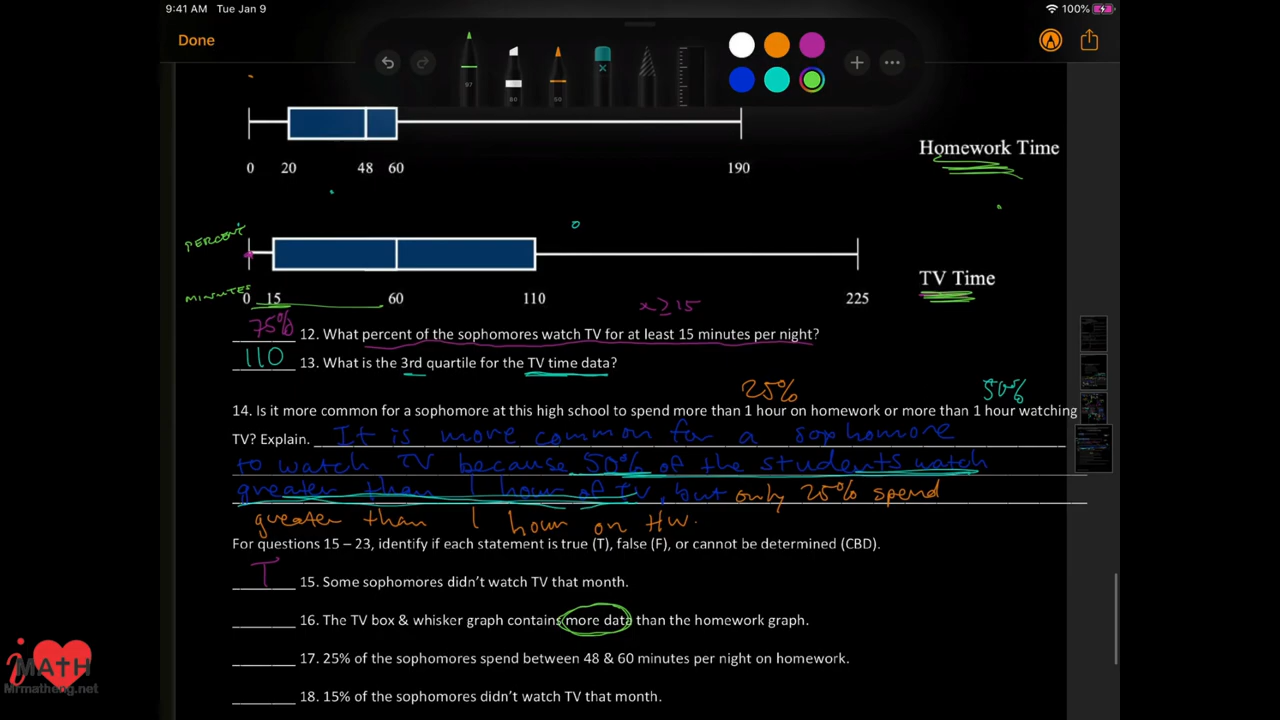 9:41 AM Tue Jan 9
100%
Done
97
80
60
0 20 48 60 190
Homework Time
PERCENT
MINUTES
0 15 60 110 225
TV Time
x ≥ 15
75% 12. What percent of the sophomores watch TV for at least 15 minutes per night?
110 13. What is the 3rd quartile for the TV time data?
25% 50%
14. Is it more common for a sophomore at this high school to spend more than 1 hour on homework or more than 1 hour watching
TV? Explain. It is more common for a sophomore
to watch TV because 50% of the students watch
greater than 1 hour of TV, but only 25% spend
greater than 1 hour on HW.
For questions 15 – 23, identify if each statement is true (T), false (F), or cannot be determined (CBD).
T 15. Some sophomores didn't watch TV that month.
16. The TV box & whisker graph contains more data than the homework graph.
17. 25% of the sophomores spend between 48 & 60 minutes per night on homework.
18. 15% of the sophomores didn't watch TV that month.
iMATH
Mrmatheng.net